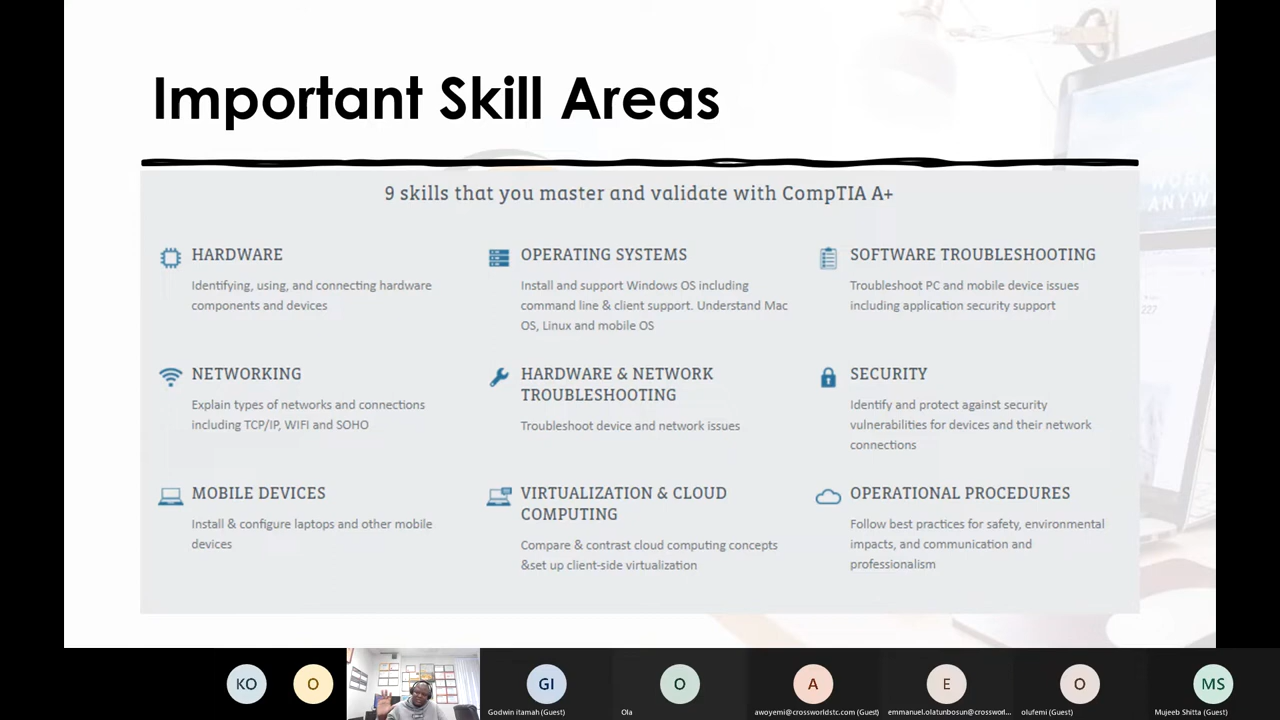 Important Skill Areas
9 skills that you master and validate with CompTIA A+
HARDWARE
Identifying, using, and connecting hardware
components and devices
OPERATING SYSTEMS
Install and support Windows OS including
command line & client support. Understand Mac
OS, Linux and mobile OS
SOFTWARE TROUBLESHOOTING
Troubleshoot PC and mobile device issues
including application security support
NETWORKING
Explain types of networks and connections
including TCP/IP, WIFI and SOHO
HARDWARE & NETWORK
TROUBLESHOOTING
Troubleshoot device and network issues
SECURITY
Identify and protect against security
vulnerabilities for devices and their network
connections
MOBILE DEVICES
Install & configure laptops and other mobile
devices
VIRTUALIZATION & CLOUD
COMPUTING
Compare & contrast cloud computing concepts
&set up client-side virtualization
OPERATIONAL PROCEDURES
Follow best practices for safety, environmental
impacts, and communication and
professionalism
WORK
ANYW
227
KO
O
GI
Godwin itamah (Guest)
O
Ola
A
awoyemi@crossworldstc.com (Guest)
E
emmanuel.olatunbosun@crossworl...
O
olufemi (Guest)
MS
Mujeeb Shitta (Guest)